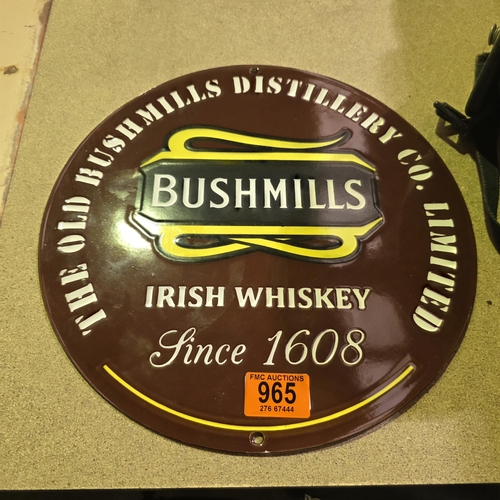 THE OLD BUSHMILLS DISTILLERY CO. LIMITED
BUSHMILLS
IRISH WHISKEY
Since 1608
FMC AUCTIONS
965
276 67444